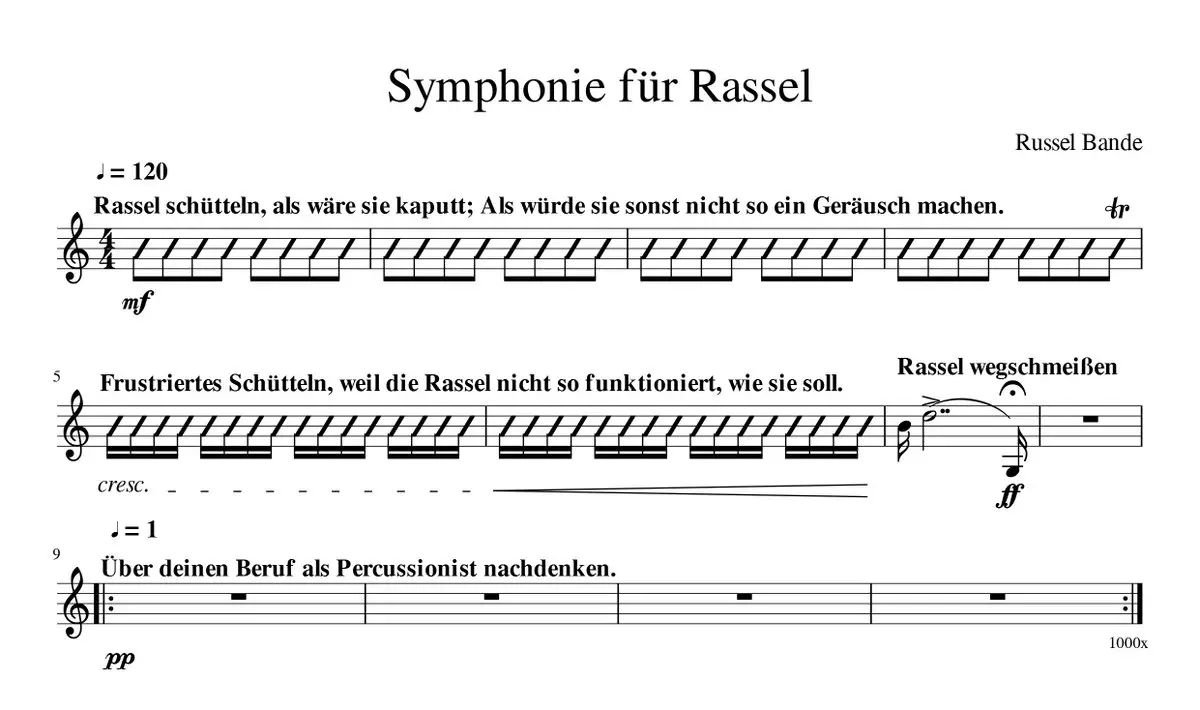 Symphonie für Rassel
Russel Bande
♩ = 120
Rassel schütteln, als wäre sie kaputt; Als würde sie sonst nicht so ein Geräusch machen.
tr
4
4
mf
5
Frustriertes Schütteln, weil die Rassel nicht so funktioniert, wie sie soll.
Rassel wegschmeißen
cresc.
ff
♩ = 1
9
Über deinen Beruf als Percussionist nachdenken.
pp
1000x